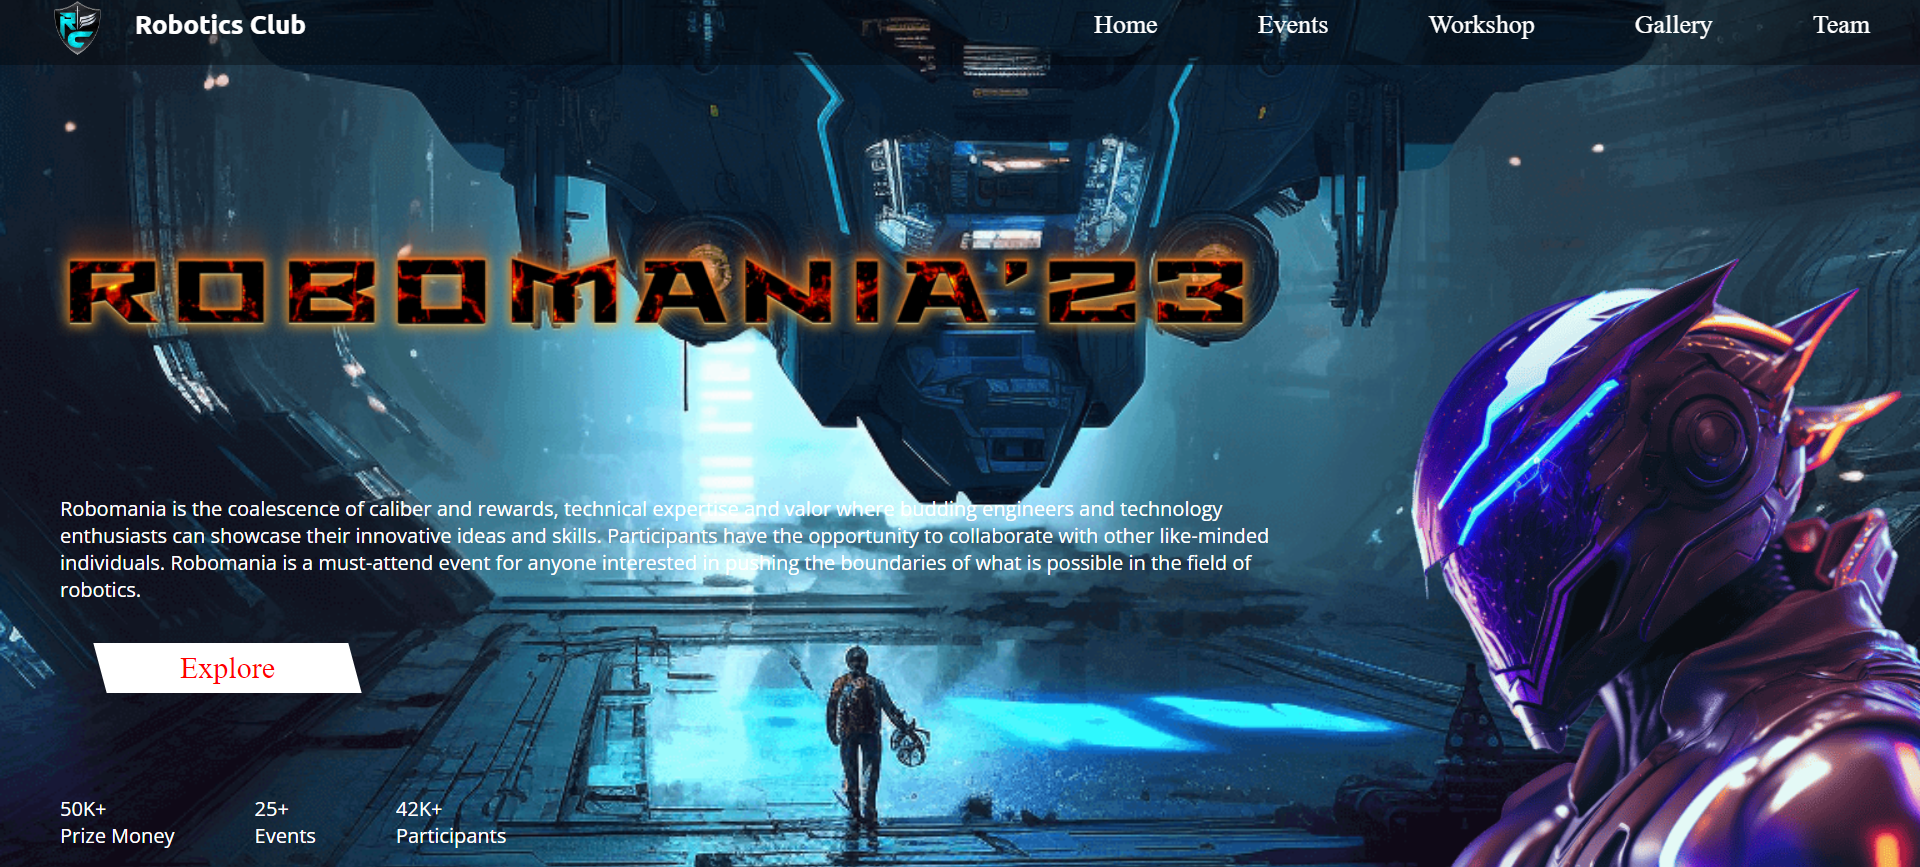 RC
Robotics Club
Home
Events
Workshop
Gallery
Team
ROBOMANIA'23
Robomania is the coalescence of caliber and rewards, technical expertise and valor where budding engineers and technology
enthusiasts can showcase their innovative ideas and skills. Participants have the opportunity to collaborate with other like-minded
individuals. Robomania is a must-attend event for anyone interested in pushing the boundaries of what is possible in the field of
robotics.
Explore
50K+
Prize Money
25+
Events
42K+
Participants